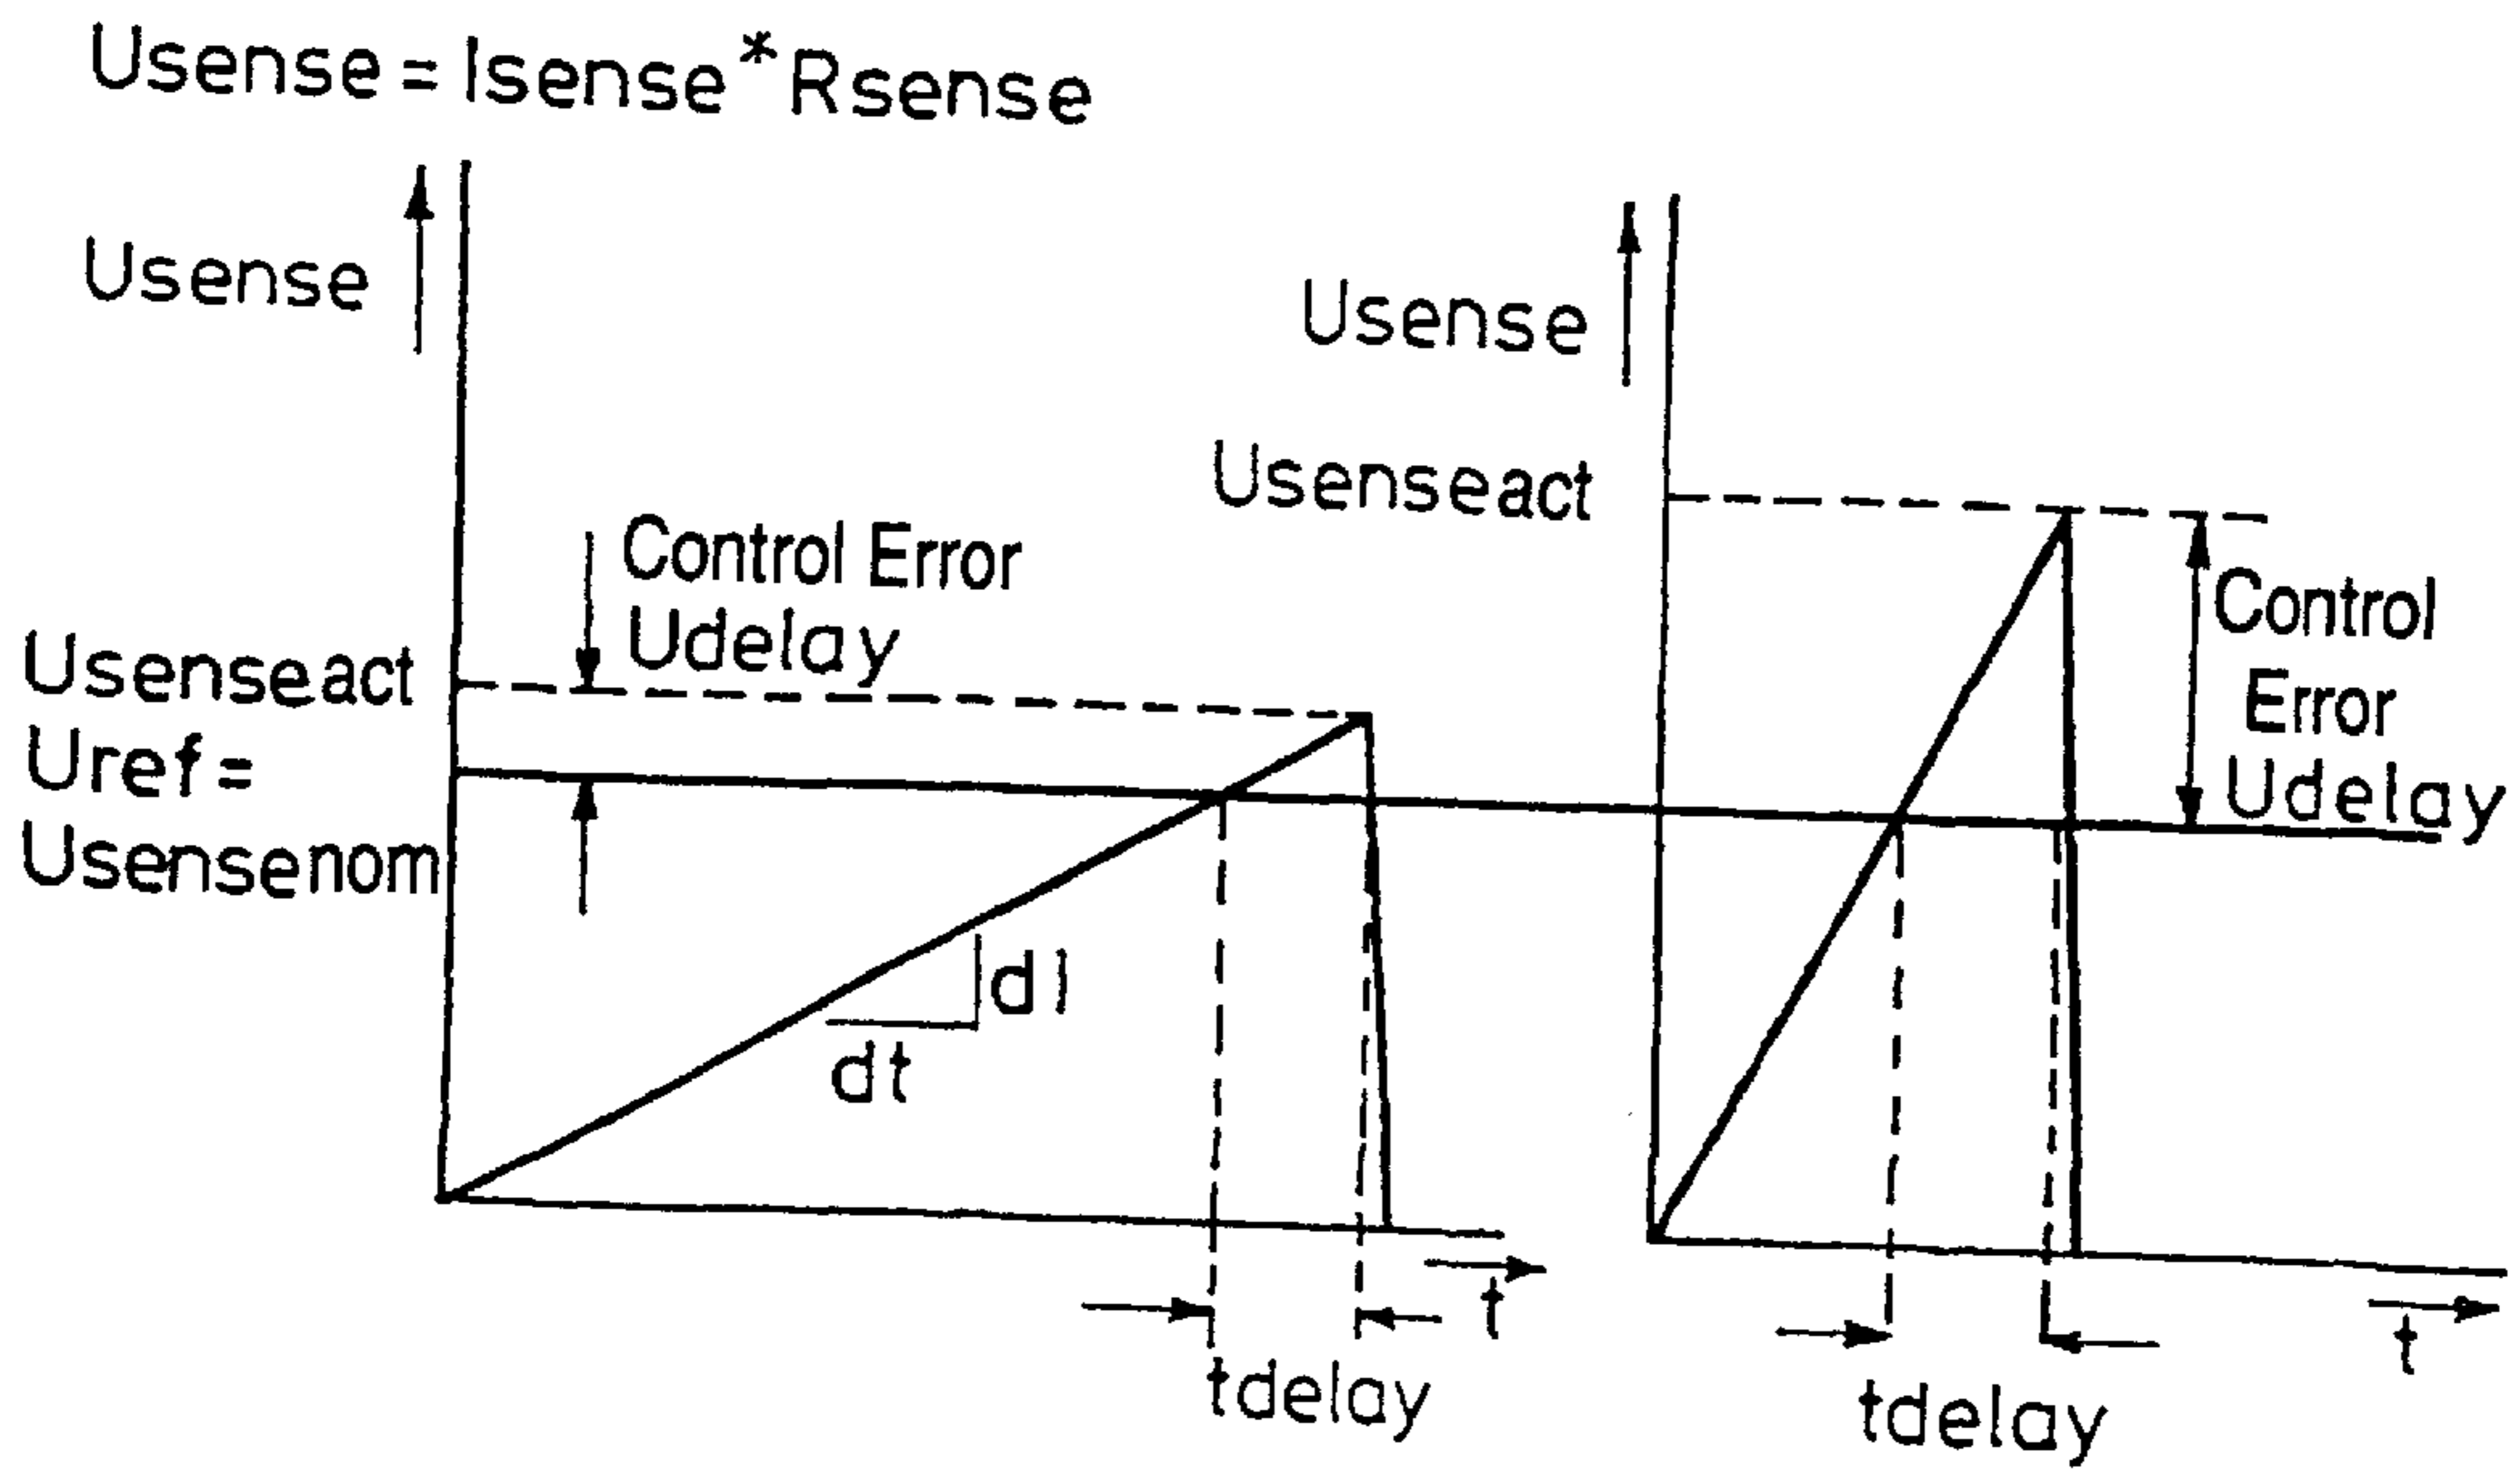 Usense = Isense * Rsense
Usense
Control Error
Udelay
Usenseact
Uref =
Usensenom
dI
dt
t
tdelay
Usense
Usenseact
Control
Error
Udelay
t
tdelay